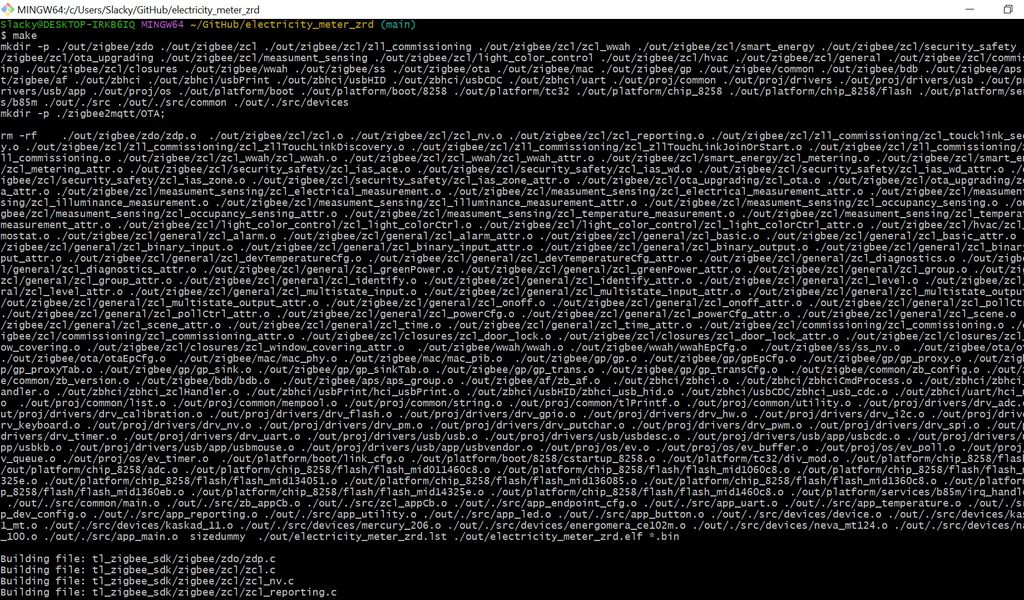 MINGW64:/c/Users/Slacky/GitHub/electricity_meter_zrd
Slacky@DESKTOP-IRKB6IQ MINGW64 ~/GitHub/electricity_meter_zrd (main)
$ make
mkdir -p ./out/zigbee/zdo ./out/zigbee/zcl ./out/zigbee/zcl/zll_commissioning ./out/zigbee/zcl/zcl_wwah ./out/zigbee/zcl/smart_energy ./out/zigbee/zcl/security_safety
/zigbee/zcl/ota_upgrading ./out/zigbee/zcl/measument_sensing ./out/zigbee/zcl/light_color_control ./out/zigbee/zcl/hvac ./out/zigbee/zcl/general ./out/zigbee/zcl/commi
ing ./out/zigbee/zcl/closures ./out/zigbee/wwah ./out/zigbee/ss ./out/zigbee/ota ./out/zigbee/mac ./out/zigbee/gp ./out/zigbee/common ./out/zigbee/bdb ./out/zigbee/aps
t/zigbee/af ./out/zbhci ./out/zbhci/usbPrint ./out/zbhci/usbHID ./out/zbhci/usbCDC ./out/zbhci/uart ./out/proj/common ./out/proj/drivers ./out/proj/drivers/usb ./out/p
rivers/usb/app ./out/proj/os ./out/platform/boot ./out/platform/boot/8258 ./out/platform/tc32 ./out/platform/chip_8258 ./out/platform/chip_8258/flash ./out/platform/ser
s/b85m ./out/./src ./out/./src/common ./out/./src/devices
mkdir -p ./zigbee2mqtt/OTA;
rm -rf    ./out/zigbee/zdo/zdp.o  ./out/zigbee/zcl/zcl.o ./out/zigbee/zcl/zcl_nv.o ./out/zigbee/zcl/zcl_reporting.o ./out/zigbee/zcl/zll_commissioning/zcl_toucklink_sec
y.o ./out/zigbee/zcl/zll_commissioning/zcl_zllTouchLinkDiscovery.o ./out/zigbee/zcl/zll_commissioning/zcl_zllTouchLinkJoinOrStart.o ./out/zigbee/zcl/zll_commissioning/z
ll_commissioning.o ./out/zigbee/zcl/zcl_wwah/zcl_wwah.o ./out/zigbee/zcl/zcl_wwah/zcl_wwah_attr.o ./out/zigbee/zcl/smart_energy/zcl_metering.o ./out/zigbee/zcl/smart_en
/zcl_metering_attr.o ./out/zigbee/zcl/security_safety/zcl_ias_ace.o ./out/zigbee/zcl/security_safety/zcl_ias_wd.o ./out/zigbee/zcl/security_safety/zcl_ias_wd_attr.o ./o
igbee/zcl/security_safety/zcl_ias_zone.o ./out/zigbee/zcl/security_safety/zcl_ias_zone_attr.o ./out/zigbee/zcl/ota_upgrading/zcl_ota.o ./out/zigbee/zcl/ota_upgrading/zc
a_attr.o ./out/zigbee/zcl/measument_sensing/zcl_electrical_measurement.o ./out/zigbee/zcl/measument_sensing/zcl_electrical_measurement_attr.o ./out/zigbee/zcl/measument
sing/zcl_illuminance_measurement.o ./out/zigbee/zcl/measument_sensing/zcl_illuminance_measurement_attr.o ./out/zigbee/zcl/measument_sensing/zcl_occupancy_sensing.o ./ou
gbee/zcl/measument_sensing/zcl_occupancy_sensing_attr.o ./out/zigbee/zcl/measument_sensing/zcl_temperature_measurement.o ./out/zigbee/zcl/measument_sensing/zcl_temperat
measurement_attr.o ./out/zigbee/zcl/light_color_control/zcl_light_colorCtrl.o ./out/zigbee/zcl/light_color_control/zcl_light_colorCtrl_attr.o ./out/zigbee/zcl/hvac/zcl_
mostat.o ./out/zigbee/zcl/general/zcl_alarm.o ./out/zigbee/zcl/general/zcl_alarm_attr.o ./out/zigbee/zcl/general/zcl_basic.o ./out/zigbee/zcl/general/zcl_basic_attr.o .
/zigbee/zcl/general/zcl_binary_input.o ./out/zigbee/zcl/general/zcl_binary_input_attr.o ./out/zigbee/zcl/general/zcl_binary_output.o ./out/zigbee/zcl/general/zcl_binary
put_attr.o ./out/zigbee/zcl/general/zcl_devTemperatureCfg.o ./out/zigbee/zcl/general/zcl_devTemperatureCfg_attr.o ./out/zigbee/zcl/general/zcl_diagnostics.o ./out/zigbe
l/general/zcl_diagnostics_attr.o ./out/zigbee/zcl/general/zcl_greenPower.o ./out/zigbee/zcl/general/zcl_greenPower_attr.o ./out/zigbee/zcl/general/zcl_group.o ./out/zig
zcl/general/zcl_group_attr.o ./out/zigbee/zcl/general/zcl_identify.o ./out/zigbee/zcl/general/zcl_identify_attr.o ./out/zigbee/zcl/general/zcl_level.o ./out/zigbee/zcl/
ral/zcl_level_attr.o ./out/zigbee/zcl/general/zcl_multistate_input.o ./out/zigbee/zcl/general/zcl_multistate_input_attr.o ./out/zigbee/zcl/general/zcl_multistate_output
/out/zigbee/zcl/general/zcl_multistate_output_attr.o ./out/zigbee/zcl/general/zcl_onoff.o ./out/zigbee/zcl/general/zcl_onoff_attr.o ./out/zigbee/zcl/general/zcl_pollCtr
./out/zigbee/zcl/general/zcl_pollCtrl_attr.o ./out/zigbee/zcl/general/zcl_powerCfg.o ./out/zigbee/zcl/general/zcl_powerCfg_attr.o ./out/zigbee/zcl/general/zcl_scene.o .
/zigbee/zcl/general/zcl_scene_attr.o ./out/zigbee/zcl/general/zcl_time.o ./out/zigbee/zcl/general/zcl_time_attr.o ./out/zigbee/zcl/commissioning/zcl_commissioning.o ./o
igbee/zcl/commissioning/zcl_commissioning_attr.o ./out/zigbee/zcl/closures/zcl_door_lock.o ./out/zigbee/zcl/closures/zcl_door_lock_attr.o ./out/zigbee/zcl/closures/zcl_
ow_covering.o ./out/zigbee/zcl/closures/zcl_window_covering_attr.o ./out/zigbee/wwah/wwah.o ./out/zigbee/wwah/wwahEpCfg.o ./out/zigbee/ss/ss_nv.o ./out/zigbee/ota/ota.o
./out/zigbee/ota/otaEpCfg.o ./out/zigbee/mac/mac_phy.o ./out/zigbee/mac/mac_pib.o ./out/zigbee/gp/gp.o ./out/zigbee/gp/gpEpCfg.o ./out/zigbee/gp/gp_proxy.o ./out/zigbee
p/gp_proxyTab.o ./out/zigbee/gp/gp_sink.o ./out/zigbee/gp/gp_sinkTab.o ./out/zigbee/gp/gp_trans.o ./out/zigbee/gp/gp_transCfg.o ./out/zigbee/common/zb_config.o ./out/zi
e/common/zb_version.o ./out/zigbee/bdb/bdb.o ./out/zigbee/aps/aps_group.o ./out/zigbee/af/zb_af.o ./out/zbhci/zbhci.o ./out/zbhci/zbhciCmdProcess.o ./out/zbhci/zbhci
andler.o ./out/zbhci/zbhci_zclHandler.o ./out/zbhci/usbPrint/hci_usbPrint.o ./out/zbhci/usbHID/zbhci_usb_hid.o ./out/zbhci/usbCDC/zbhci_usb_cdc.o ./out/zbhci/uart/hci_u
o ./out/proj/common/list.o ./out/proj/common/mempool.o ./out/proj/common/string.o ./out/proj/common/tlPrintf.o ./out/proj/common/utility.o ./out/proj/drivers/drv_adc.
out/proj/drivers/drv_calibration.o ./out/proj/drivers/drv_flash.o ./out/proj/drivers/drv_gpio.o ./out/proj/drivers/drv_hw.o ./out/proj/drivers/drv_i2c.o ./out/proj/driv
rv_keyboard.o ./out/proj/drivers/drv_nv.o ./out/proj/drivers/drv_pm.o ./out/proj/drivers/drv_putchar.o ./out/proj/drivers/drv_pwm.o ./out/proj/drivers/drv_spi.o ./out/p
drivers/drv_timer.o ./out/proj/drivers/drv_uart.o ./out/proj/drivers/usb/usb.o ./out/proj/drivers/usb/usbdesc.o ./out/proj/drivers/usb/app/usbcdc.o ./out/proj/drivers/u
pp/usbkb.o ./out/proj/drivers/usb/app/usbmouse.o ./out/proj/drivers/usb/app/usbvendor.o ./out/proj/os/ev.o ./out/proj/os/ev_buffer.o ./out/proj/os/ev_poll.o ./out/proj/
v_queue.o ./out/proj/os/ev_timer.o  ./out/platform/boot/link_cfg.o ./out/platform/boot/8258/cstartup_8258.o ./out/platform/tc32/div_mod.o ./out/platform/chip_8258/flash
/out/platform/chip_8258/adc.o ./out/platform/chip_8258/flash/flash_mid011460c8.o ./out/platform/chip_8258/flash/flash_mid1060c8.o ./out/platform/chip_8258/flash/flash_m
325e.o ./out/platform/chip_8258/flash/flash_mid134051.o ./out/platform/chip_8258/flash/flash_mid136085.o ./out/platform/chip_8258/flash/flash_mid1360c8.o ./out/platform
p_8258/flash/flash_mid1360eb.o ./out/platform/chip_8258/flash/flash_mid14325e.o ./out/platform/chip_8258/flash/flash_mid1460c8.o ./out/platform/services/b85m/irq_handle
./out/./src/common/main.o ./out/./src/zb_appCb.o ./out/./src/zcl_appCb.o ./out/./src/app_endpoint_cfg.o ./out/./src/app_uart.o ./out/./src/app_temperature.o ./out/./src
p_dev_config.o ./out/./src/app_reporting.o ./out/./src/app_utility.o ./out/./src/app_led.o ./out/./src/app_button.o ./out/./src/devices/device.o ./out/./src/devices/kas
1_mt.o ./out/./src/devices/kaskad_11.o ./out/./src/devices/mercury_206.o ./out/./src/devices/energomera_ce102m.o ./out/./src/devices/neva_mt124.o ./out/./src/devices/na
_100.o ./out/./src/app_main.o  sizedummy  ./out/electricity_meter_zrd.lst ./out/electricity_meter_zrd.elf *.bin
Building file: tl_zigbee_sdk/zigbee/zdo/zdp.c
Building file: tl_zigbee_sdk/zigbee/zcl/zcl.c
Building file: tl_zigbee_sdk/zigbee/zcl/zcl_nv.c
Building file: tl_zigbee_sdk/zigbee/zcl/zcl_reporting.c